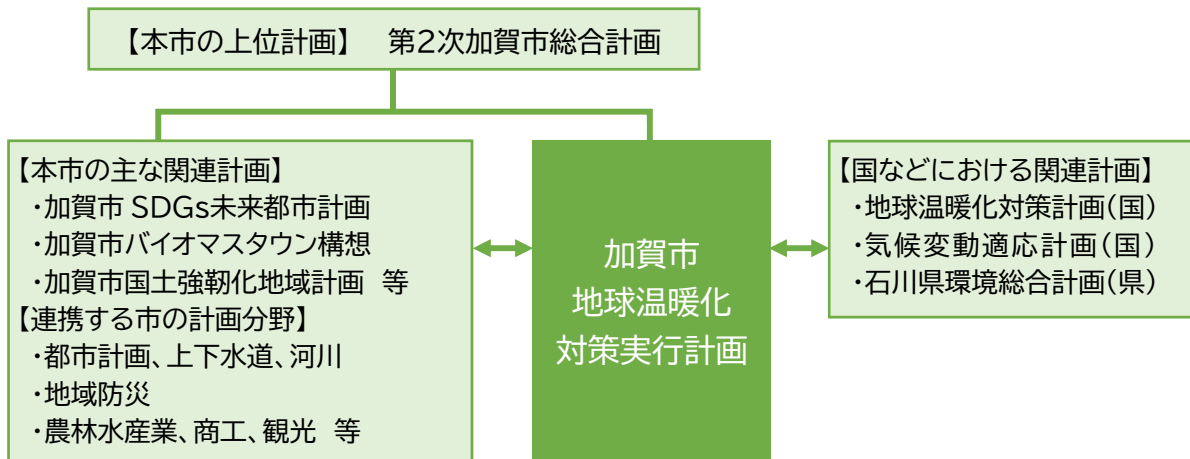 【本市の上位計画】　第2次加賀市総合計画
【本市の主な関連計画】
・加賀市 SDGs未来都市計画
・加賀市バイオマスタウン構想
・加賀市国土強靱化地域計画　等
【連携する市の計画分野】
・都市計画、上下水道、河川
・地域防災
・農林水産業、商工、観光　等
加賀市
地球温暖化
対策実行計画
【国などにおける関連計画】
・地球温暖化対策計画(国)
・気候変動適応計画(国)
・石川県環境総合計画(県)